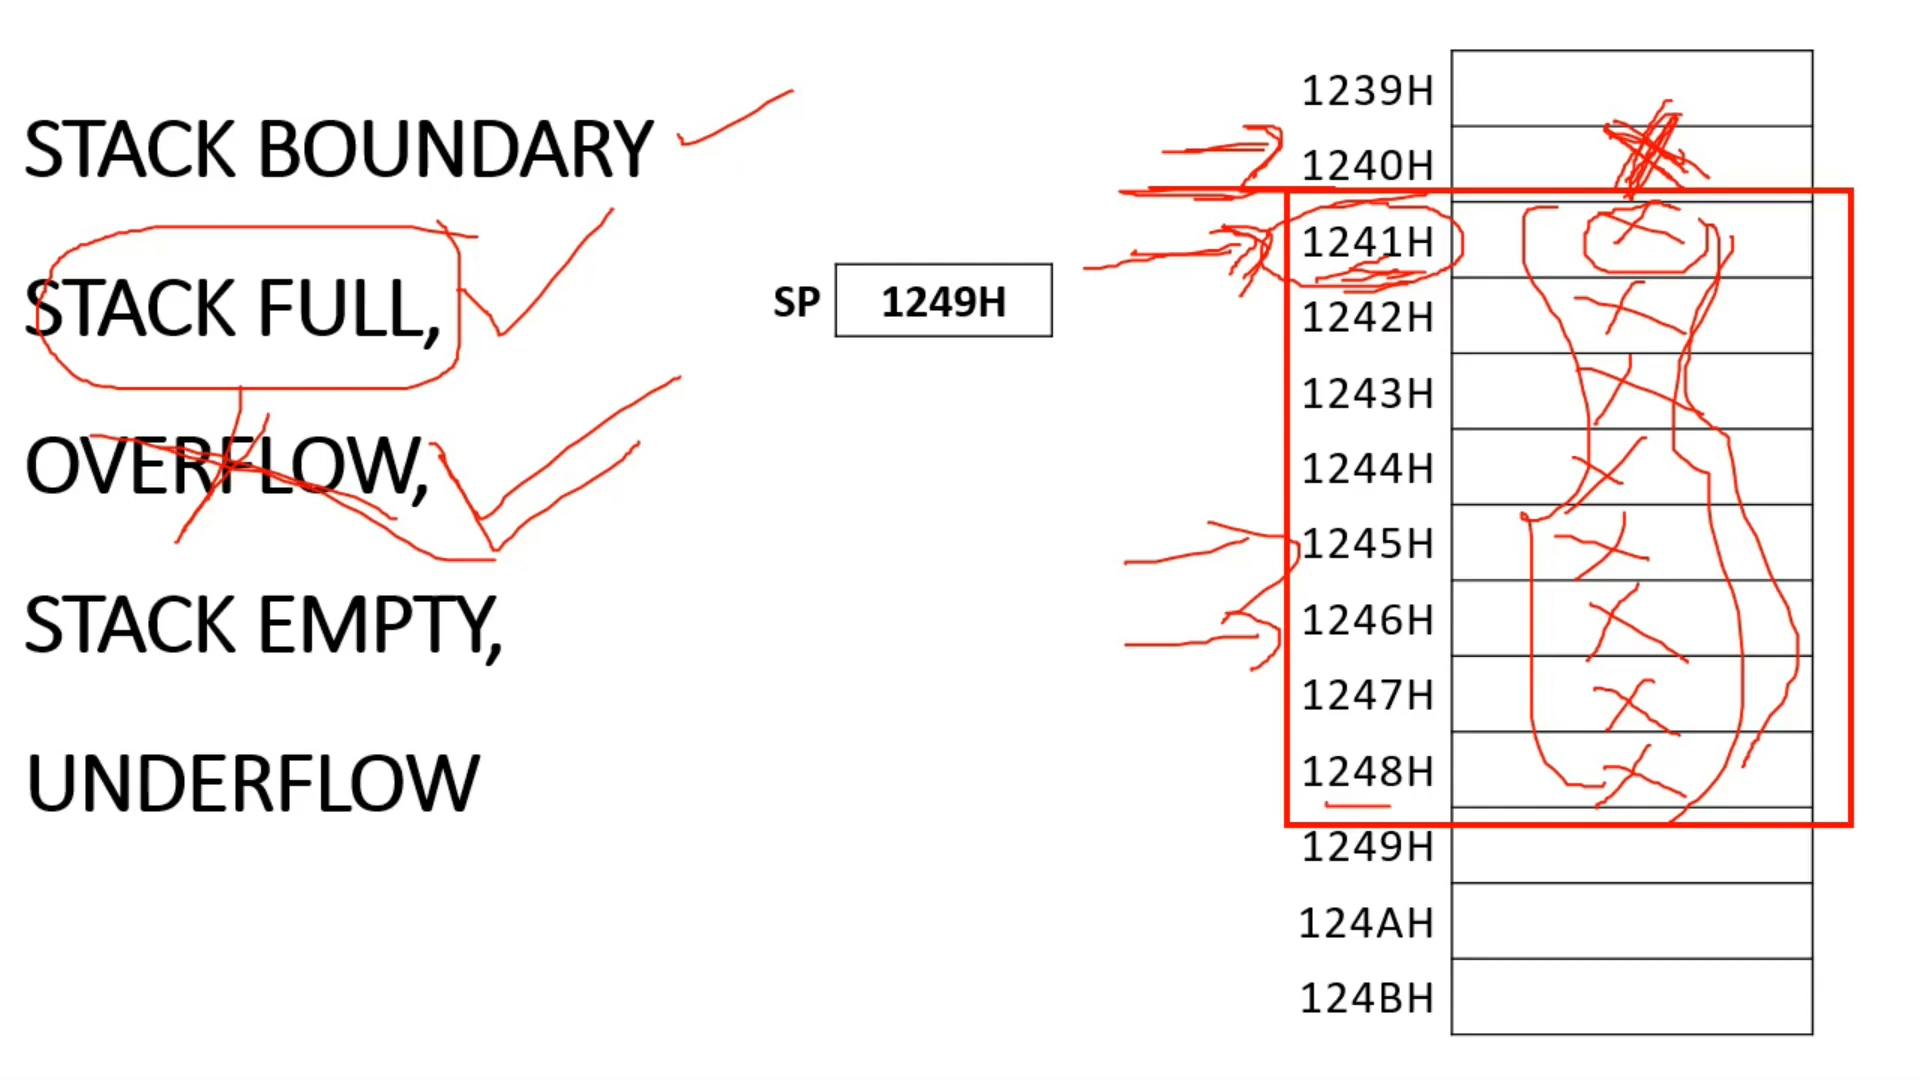 STACK BOUNDARY
STACK FULL,
OVERFLOW,
STACK EMPTY,
UNDERFLOW
SP 1249H
1239H
1240H
1241H
1242H
1243H
1244H
1245H
1246H
1247H
1248H
1249H
124AH
124BH